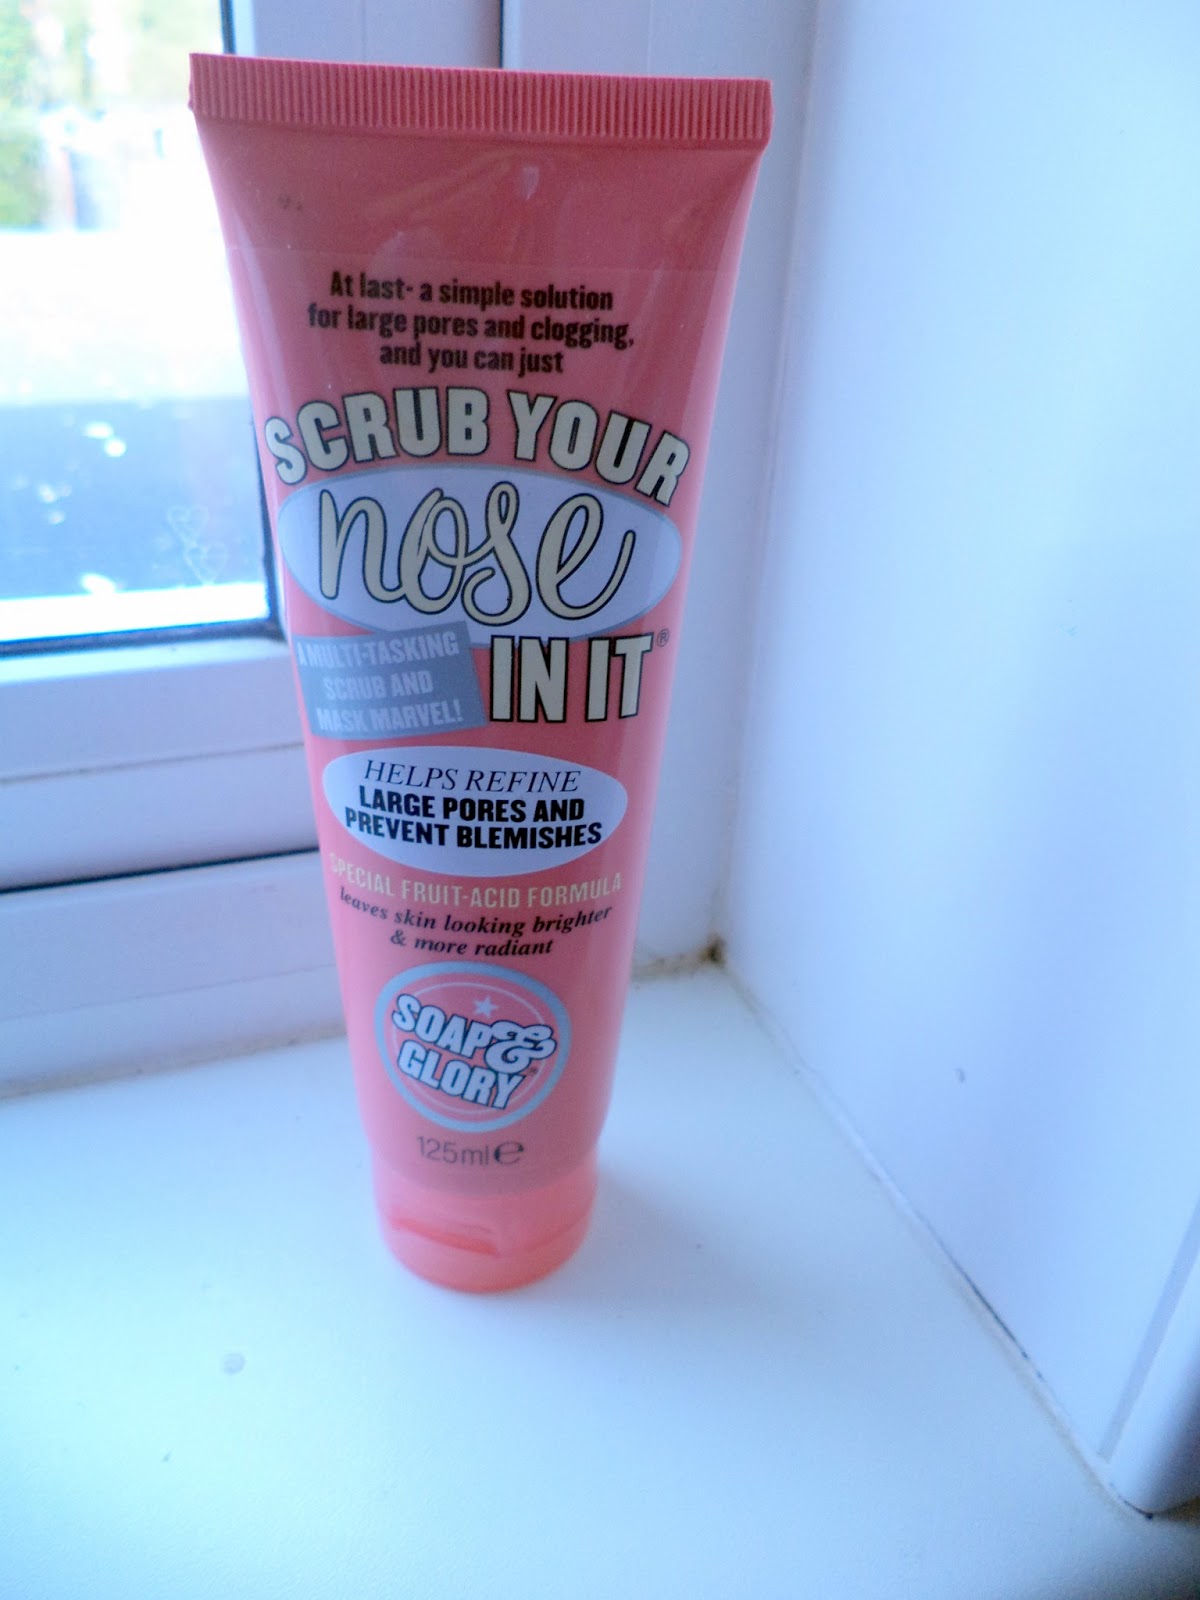 At last- a simple solution
for large pores and clogging,
and you can just
SCRUB YOUR
nose
IN IT®
A MULTI-TASKING
SCRUB AND
MASK MARVEL!
HELPS REFINE
LARGE PORES AND
PREVENT BLEMISHES
SPECIAL FRUIT-ACID FORMULA
leaves skin looking brighter
& more radiant
SOAP &
GLORY
125ml e